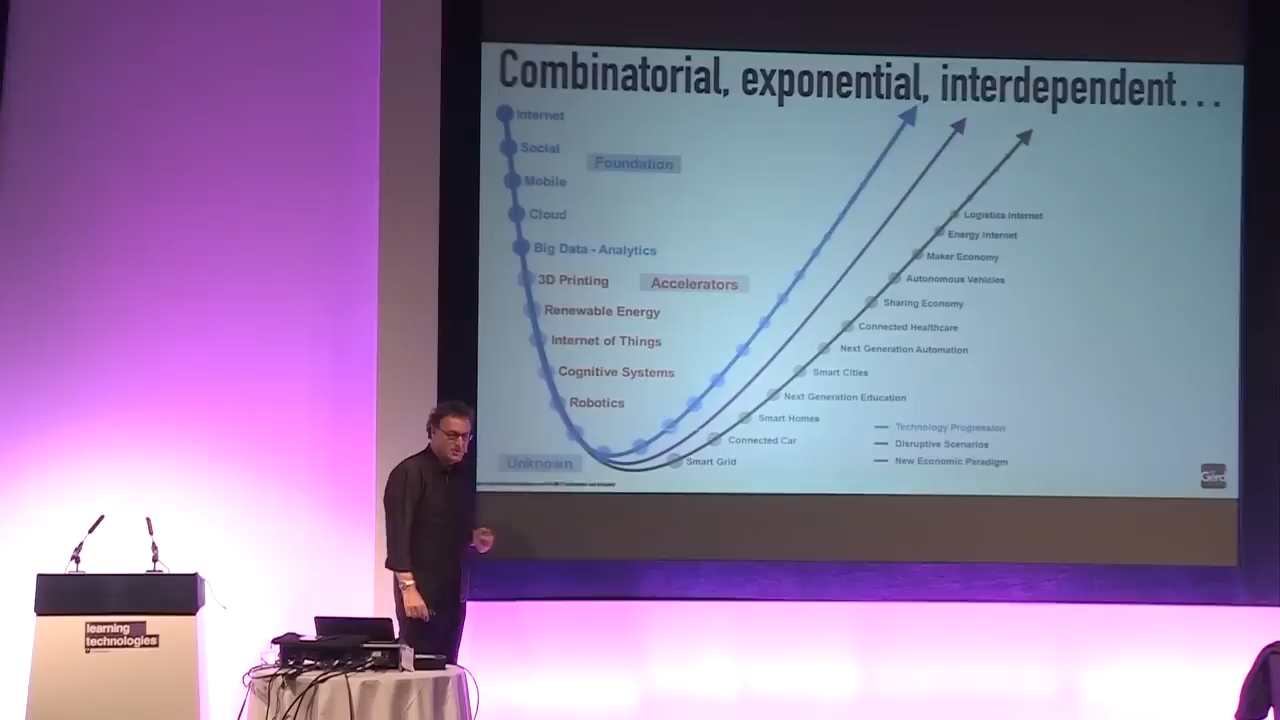 Combinatorial, exponential, interdependent...
Internet
Social
Foundation
Mobile
Cloud
Big Data - Analytics
3D Printing
Accelerators
Renewable Energy
Internet of Things
Cognitive Systems
Robotics
Unknown
Logistics Internet
Energy Internet
Maker Economy
Autonomous Vehicles
Sharing Economy
Connected Healthcare
Next Generation Automation
Smart Cities
Next Generation Education
Smart Homes
Connected Car
Smart Grid
Technology Progression
Disruptive Scenarios
New Economic Paradigm
Gerd
learning
technologies